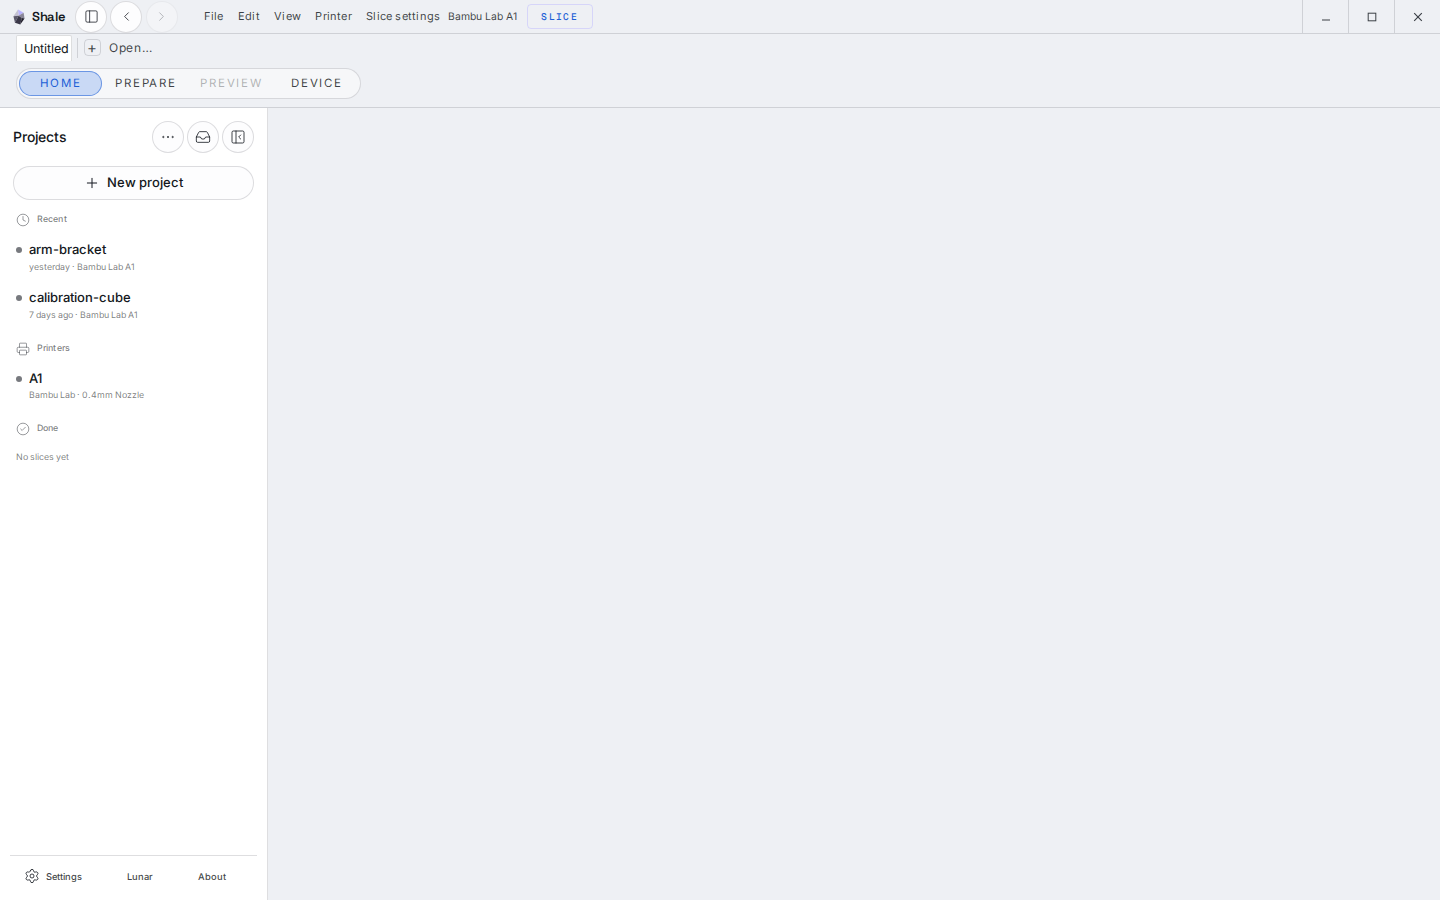 Shale File Edit View Printer Slice settings Bambu Lab A1 SLICE
Untitled + Open...
HOME PREPARE PREVIEW DEVICE
Projects
New project
Recent
arm-bracket
yesterday · Bambu Lab A1
calibration-cube
7 days ago · Bambu Lab A1
Printers
A1
Bambu Lab · 0.4mm Nozzle
Done
No slices yet
Settings Lunar About